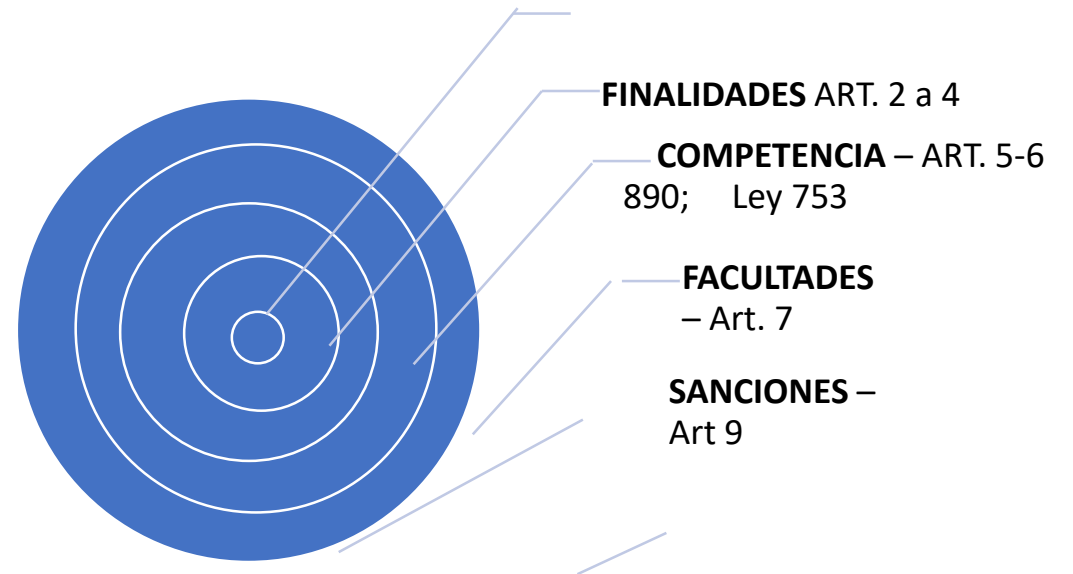 FINALIDADES ART. 2 a 4
COMPETENCIA – ART. 5-6
890; Ley 753
FACULTADES
– Art. 7
SANCIONES –
Art 9